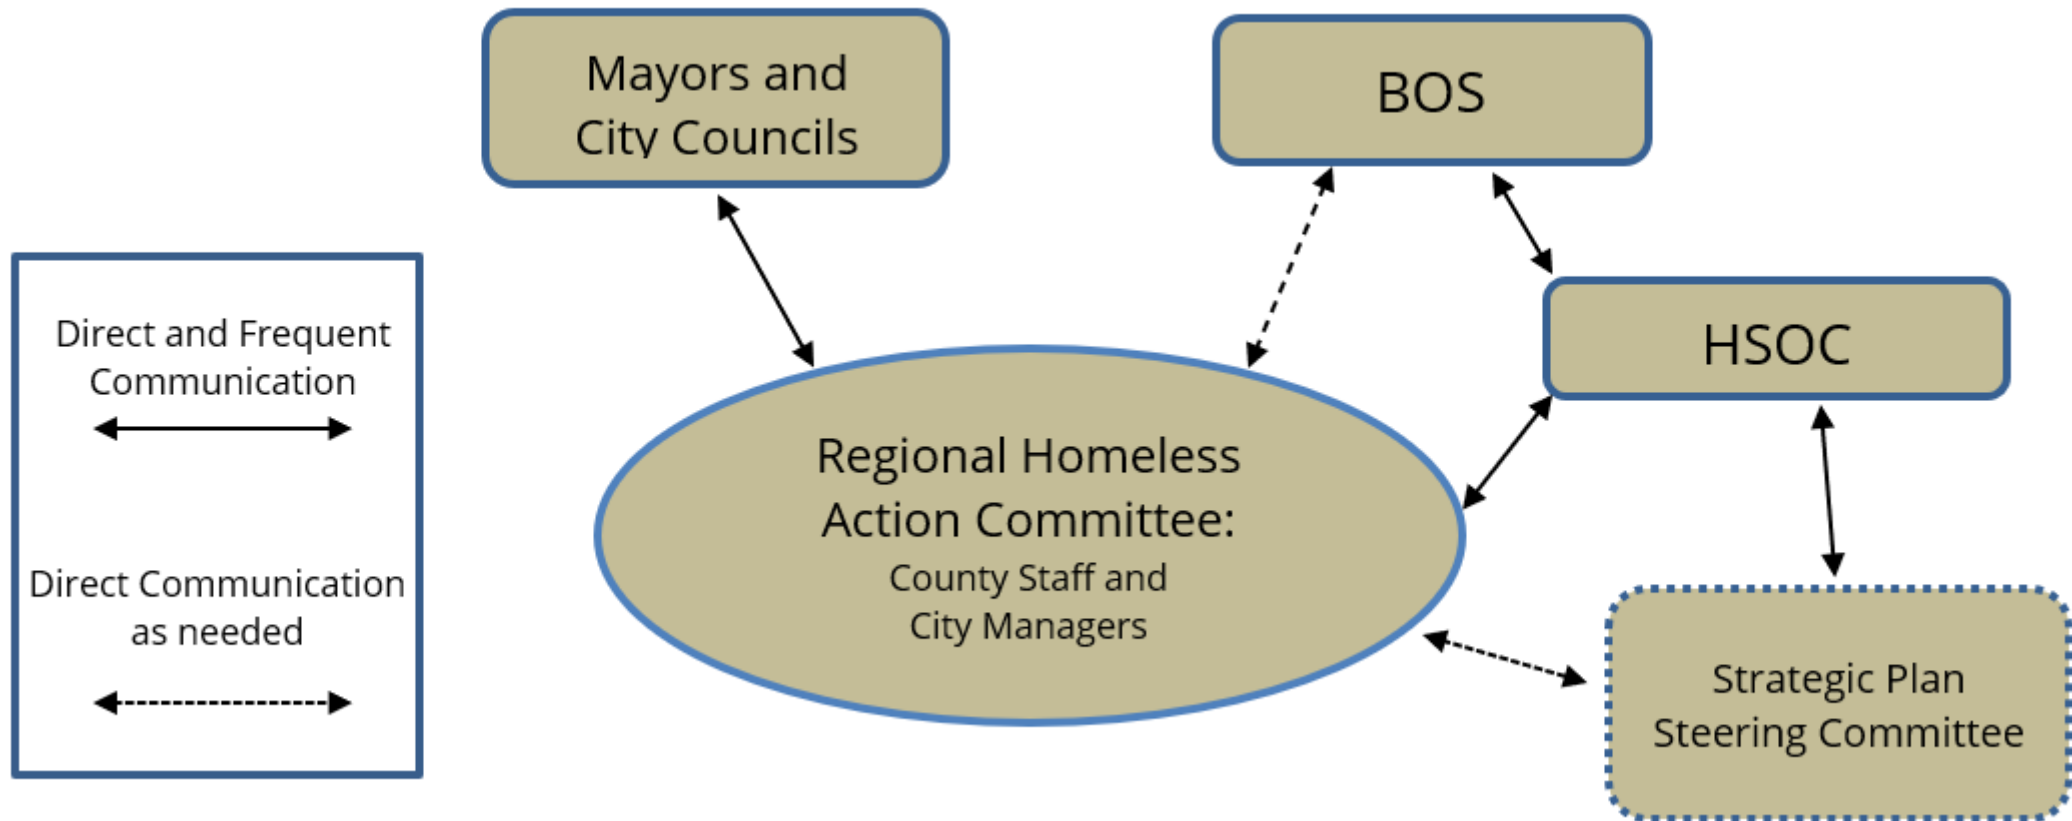 Mayors and
City Councils
BOS
Direct and Frequent
Communication
HSOC
Regional Homeless
Action Committee:
County Staff and
City Managers
Direct Communication
as needed
Strategic Plan
Steering Committee